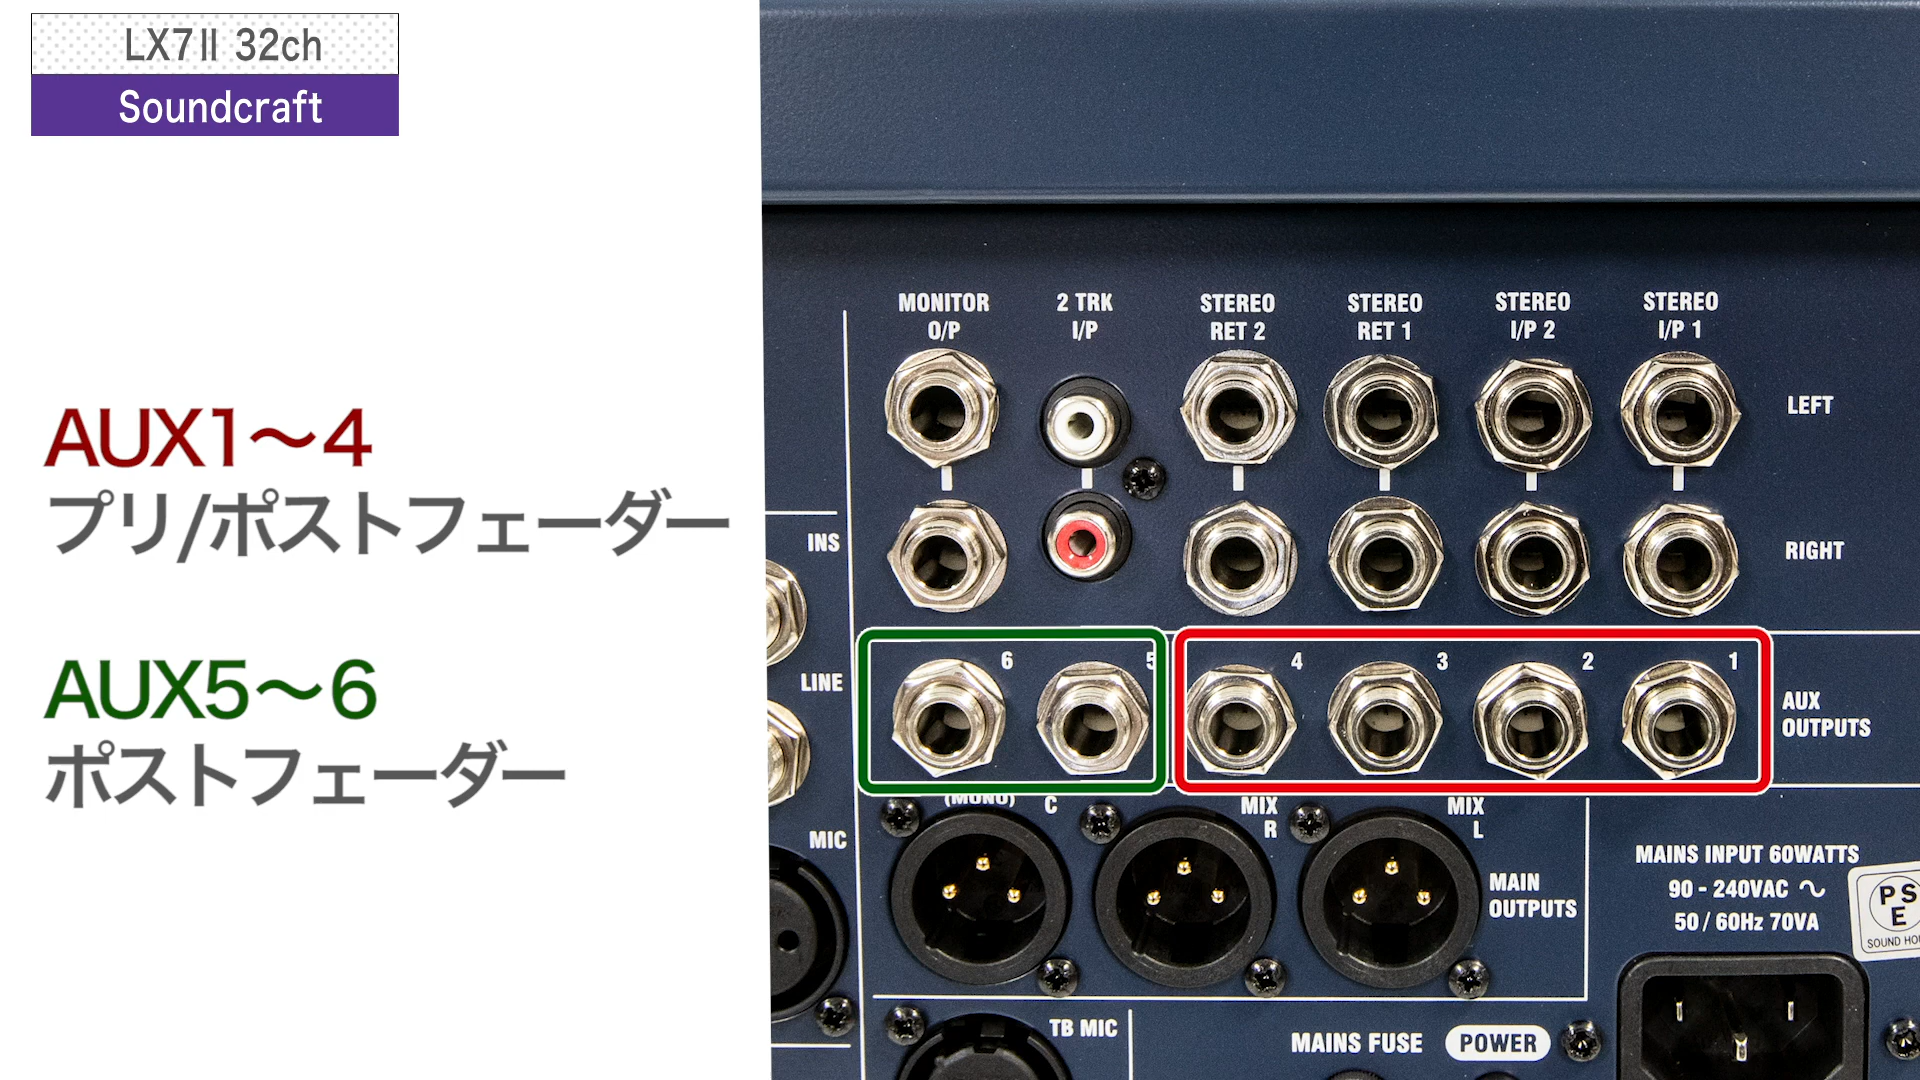 LX7Ⅱ 32ch
Soundcraft
AUX1〜4
プリ/ポストフェーダー
AUX5〜6
ポストフェーダー
MONITOR O/P
2 TRK I/P
STEREO RET 2
STEREO RET 1
STEREO I/P 2
STEREO I/P 1
LEFT
INS
RIGHT
LINE
6 5 4 3 2 1
AUX
OUTPUTS
(MONO) C
MIX R
MIX L
MIC
MAIN
OUTPUTS
MAINS INPUT 60WATTS
90 - 240VAC ∿
50 / 60Hz 70VA
PS
E
TB MIC
MAINS FUSE
POWER